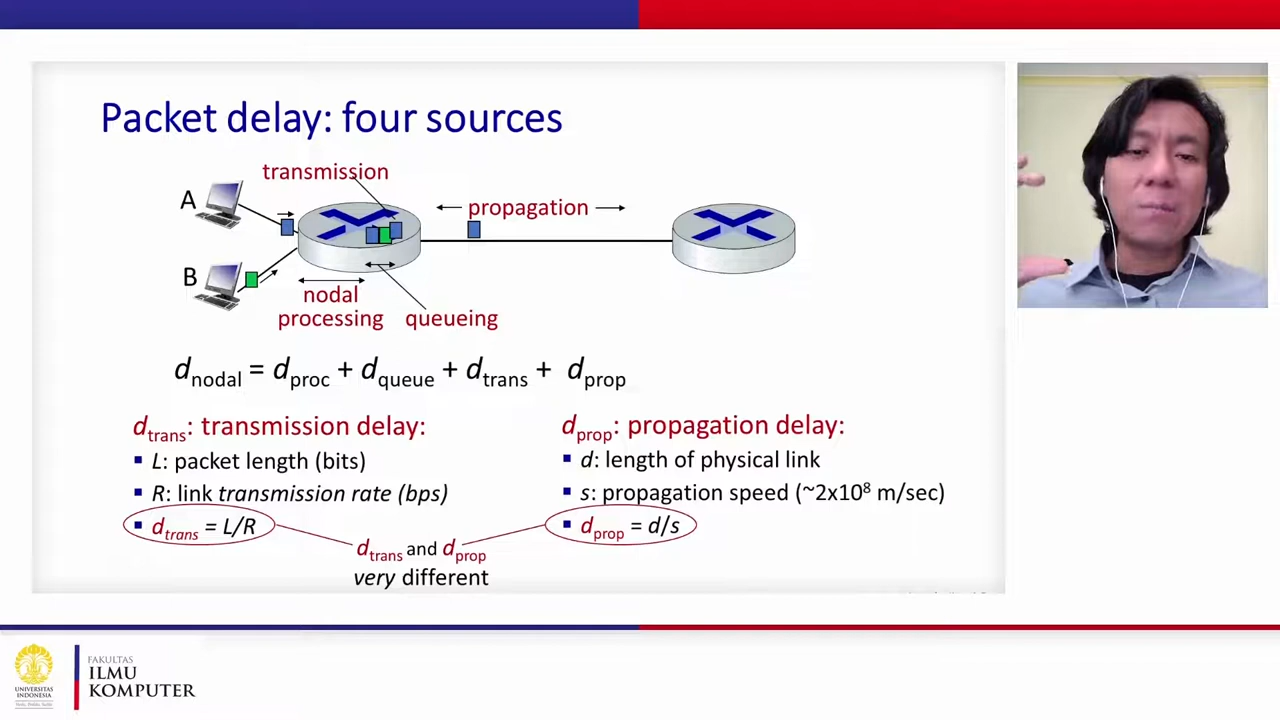 Packet delay: four sources
transmission
A
propagation
B
nodal
processing
queueing
dnodal = dproc + dqueue + dtrans + dprop
dtrans: transmission delay:
▪ L: packet length (bits)
▪ R: link transmission rate (bps)
▪ dtrans = L/R
dprop: propagation delay:
▪ d: length of physical link
▪ s: propagation speed (~2x10⁸ m/sec)
▪ dprop = d/s
dtrans and dprop
very different
UNIVERSITAS
INDONESIA
FAKULTAS
ILMU
KOMPUTER